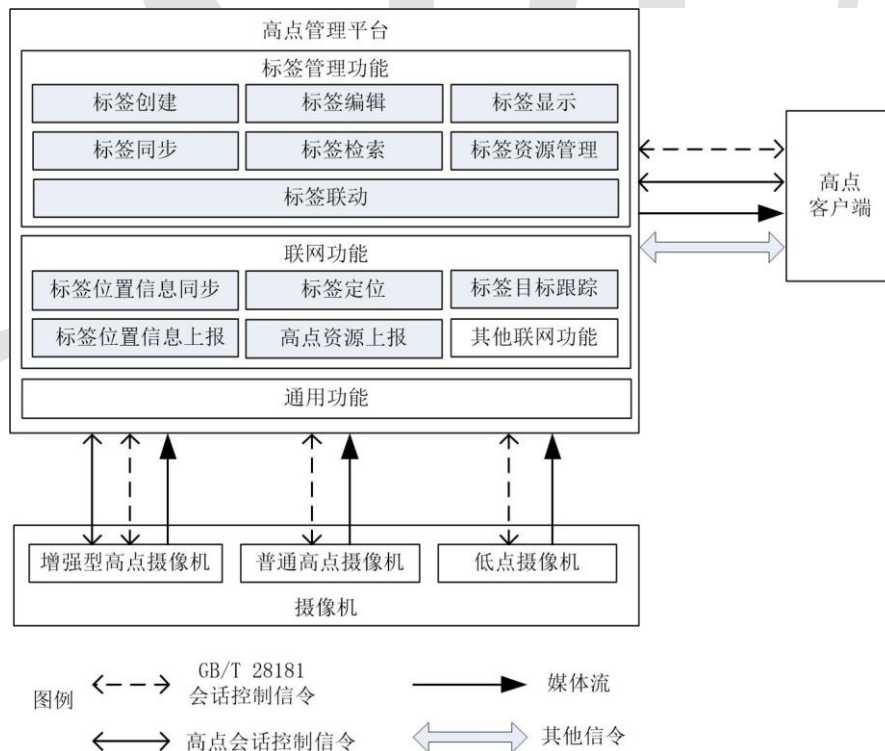 高点管理平台
标签管理功能
标签创建
标签编辑
标签显示
标签同步
标签检索
标签资源管理
标签联动
联网功能
标签位置信息同步
标签定位
标签目标跟踪
标签位置信息上报
高点资源上报
其他联网功能
通用功能
高点
客户端
增强型高点摄像机
普通高点摄像机
低点摄像机
摄像机
图例
GB/T 28181
会话控制信令
媒体流
高点会话控制信令
其他信令